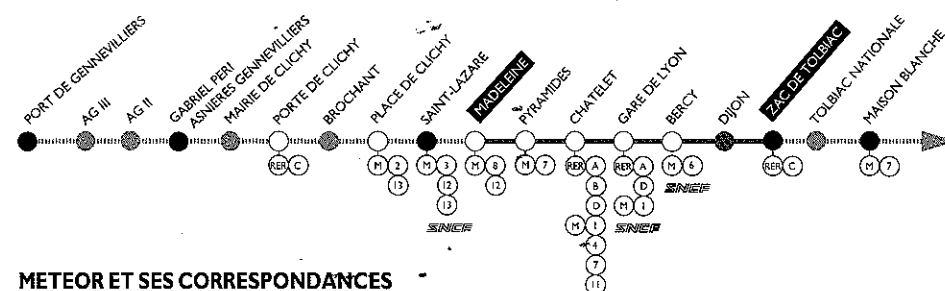 PORT DE GENNEVILLIERS
AG III
AG II
GABRIEL PERI
ASNIERES GENNEVILLIERS
MAIRIE DE CLICHY
PORTE DE CLICHY
BROCHANT
PLACE DE CLICHY
SAINT-LAZARE
MADELEINE
PYRAMIDES
CHATELET
GARE DE LYON
BERCY
DIJON
ZAC DE TOLBIAC
TOLBIAC NATIONALE
MAISON BLANCHE
RER C
M 2
13
M 3
12
13
SNCF
M 8
12
M 7
RER A
B
D
M 1
4
7
11
RER A
D
M 1
SNCF
M 6
SNCF
RER C
M 7
METEOR ET SES CORRESPONDANCES